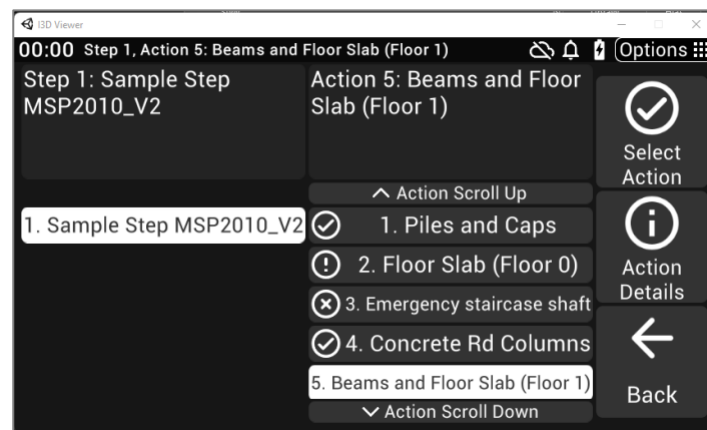 I3D Viewer
00:00 Step 1, Action 5: Beams and Floor Slab (Floor 1)
Options
Step 1: Sample Step
MSP2010_V2
Action 5: Beams and Floor
Slab (Floor 1)
Select
Action
Action Scroll Up
1. Sample Step MSP2010_V2
1. Piles and Caps
2. Floor Slab (Floor 0)
3. Emergency staircase shaft
4. Concrete Rd Columns
5. Beams and Floor Slab (Floor 1)
Action Scroll Down
Action
Details
Back